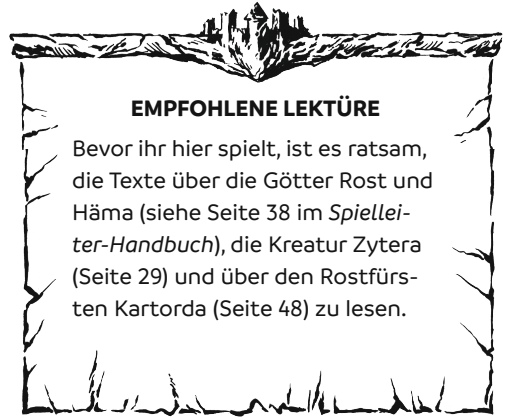 EMPFOHLENE LEKTÜRE
Bevor ihr hier spielt, ist es ratsam,
die Texte über die Götter Rost und
Häma (siehe Seite 38 im Spiellei-
ter-Handbuch), die Kreatur Zytera
(Seite 29) und über den Rostfürs-
ten Kartorda (Seite 48) zu lesen.